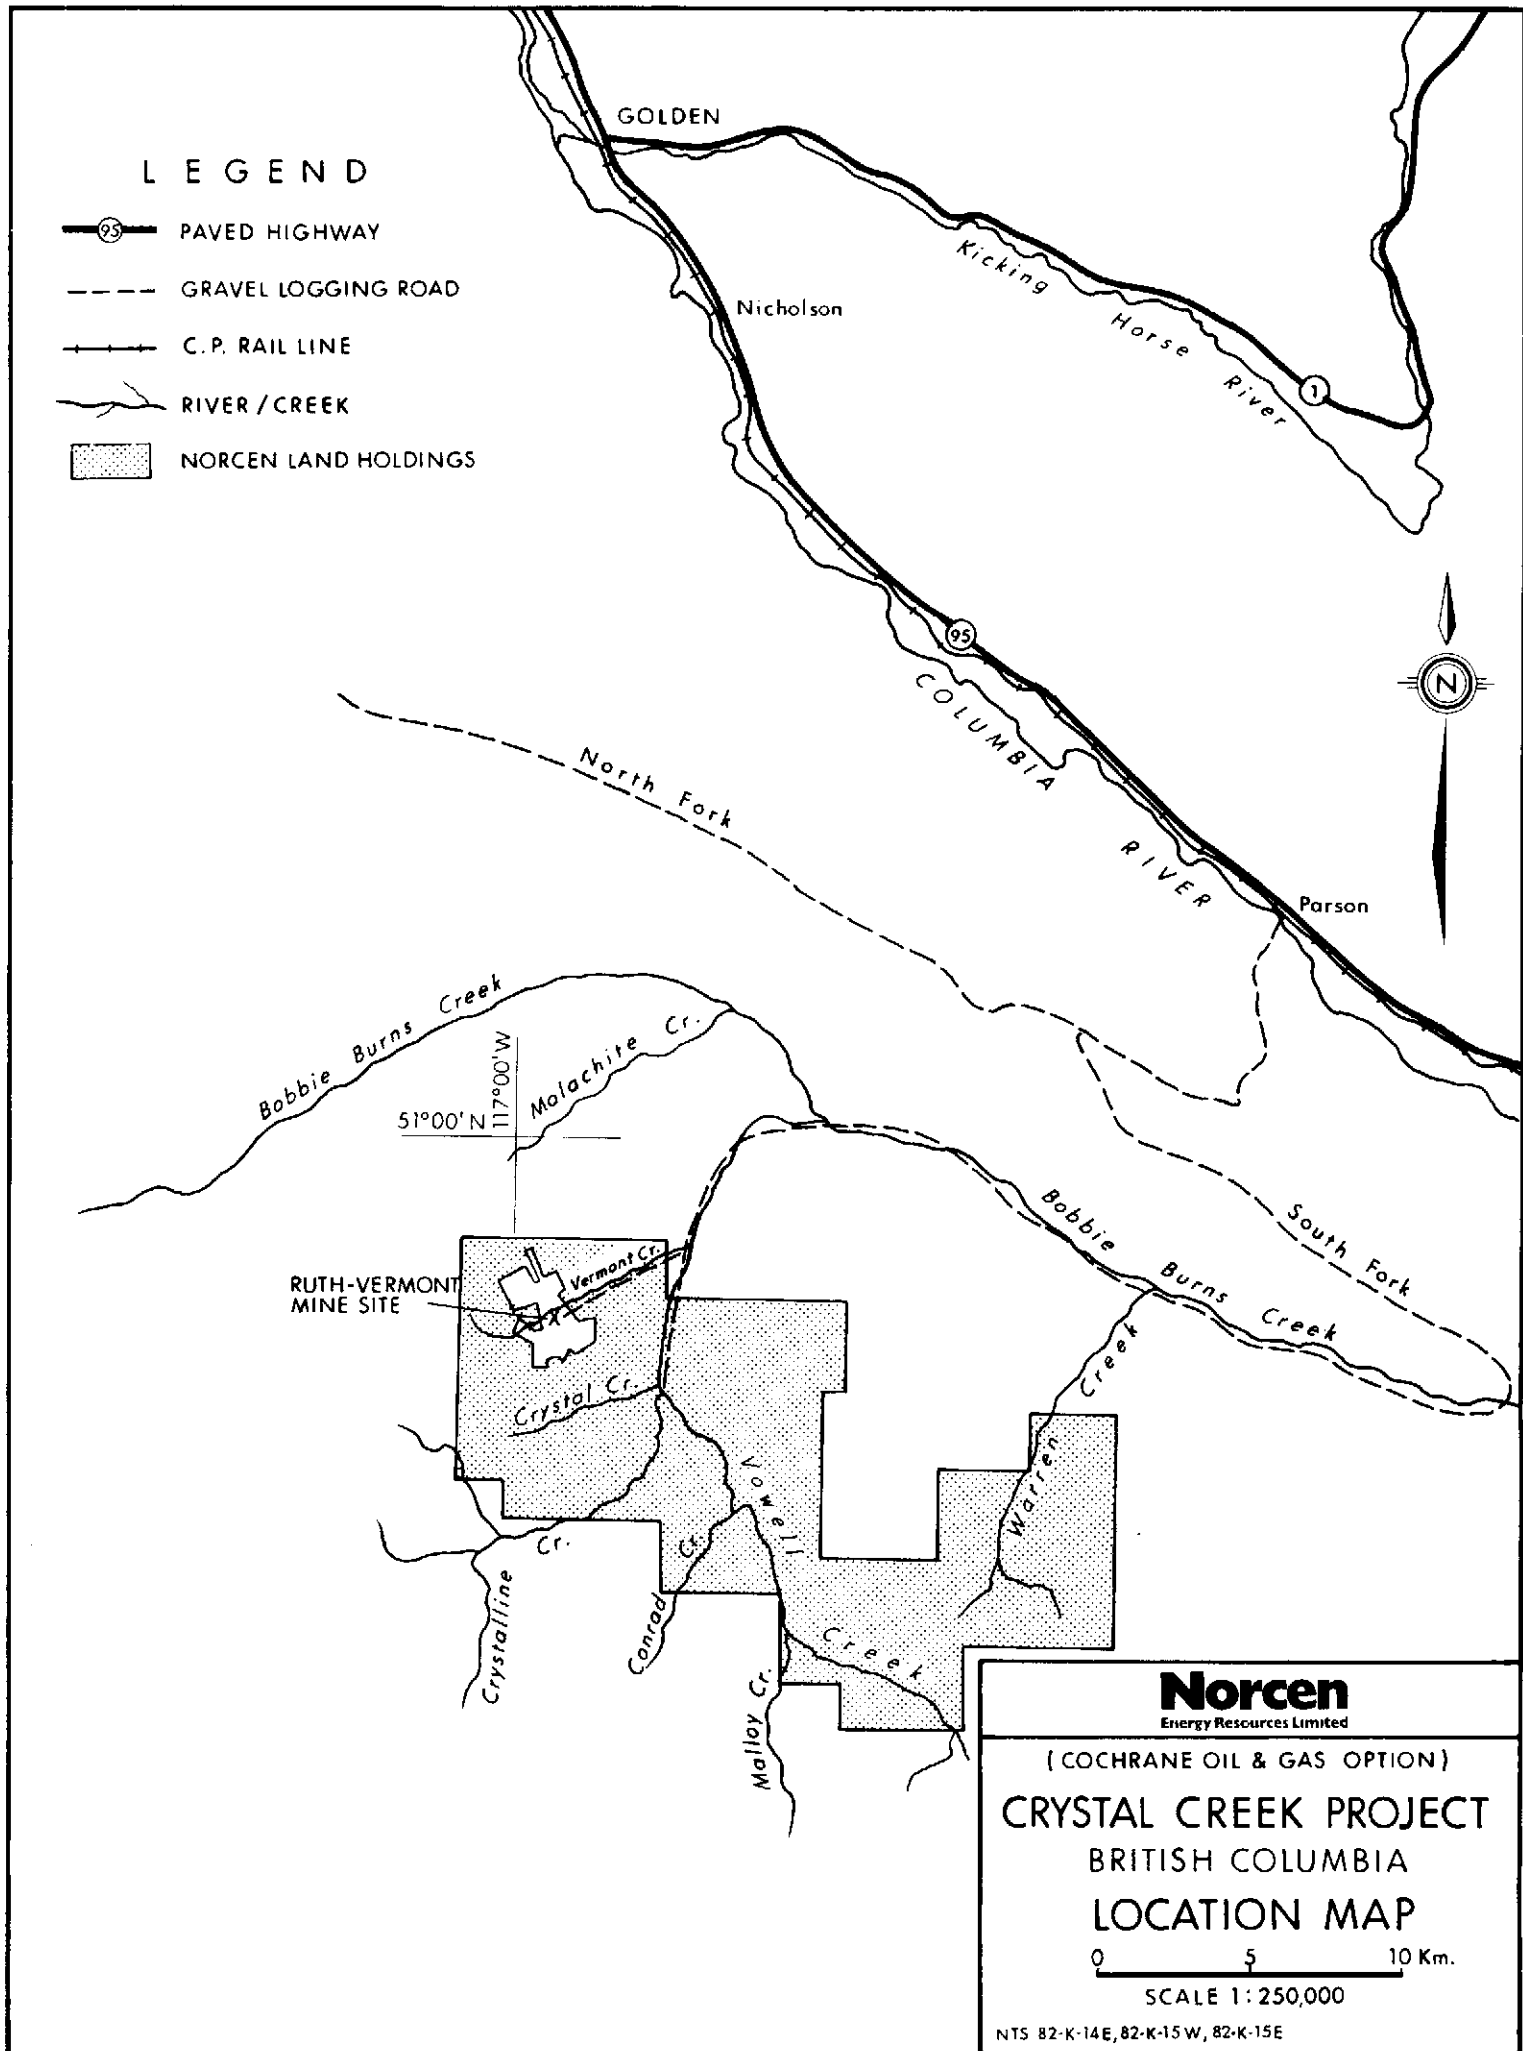 GOLDEN
L E G E N D
95 PAVED HIGHWAY
GRAVEL LOGGING ROAD
C.P. RAIL LINE
RIVER / CREEK
NORCEN LAND HOLDINGS
Kicking Horse River
Nicholson
1
95
COLUMBIA RIVER
N
North Fork
Parson
Bobbie Burns Creek
Malachite Cr.
117°00'W
51°00'N
Bobbie Burns Creek
South Fork
RUTH-VERMONT
MINE SITE
Vermont Cr.
Crystal Cr.
Vowell Creek
Warren Creek
Crystalline Cr.
Conrad Cr.
Malloy Cr.
Norcen
Energy Resources Limited
( COCHRANE OIL & GAS OPTION )
CRYSTAL CREEK PROJECT
BRITISH COLUMBIA
LOCATION MAP
0 5 10 Km.
SCALE 1:250,000
NTS 82-K-14E, 82-K-15W, 82-K-15E